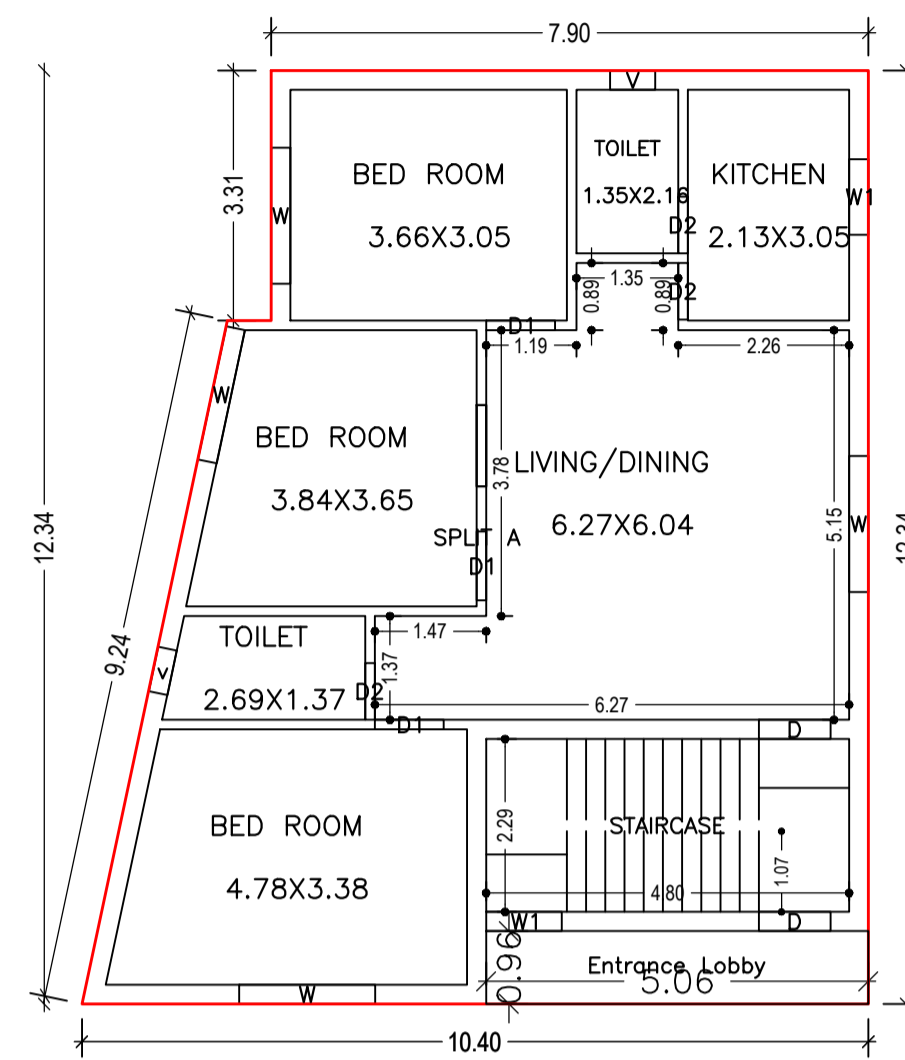 7.90
V
TOILET
1.35X2.16
BED ROOM
3.66X3.05
KITCHEN
2.13X3.05
W1
3.31
W
D2
1.35
0.89
0.89
D2
D1
1.19
2.26
W
BED ROOM
3.84X3.65
LIVING/DINING
6.27X6.04
3.78
5.15
W
SPLIT A
D1
12.34
12.34
9.24
TOILET
2.69X1.37
V
1.47
1.37
D2
6.27
D1
D
BED ROOM
4.78X3.38
2.29
STAIRCASE
1.07
4.80
W1
D
0.96
Entrance Lobby
5.06
W
10.40